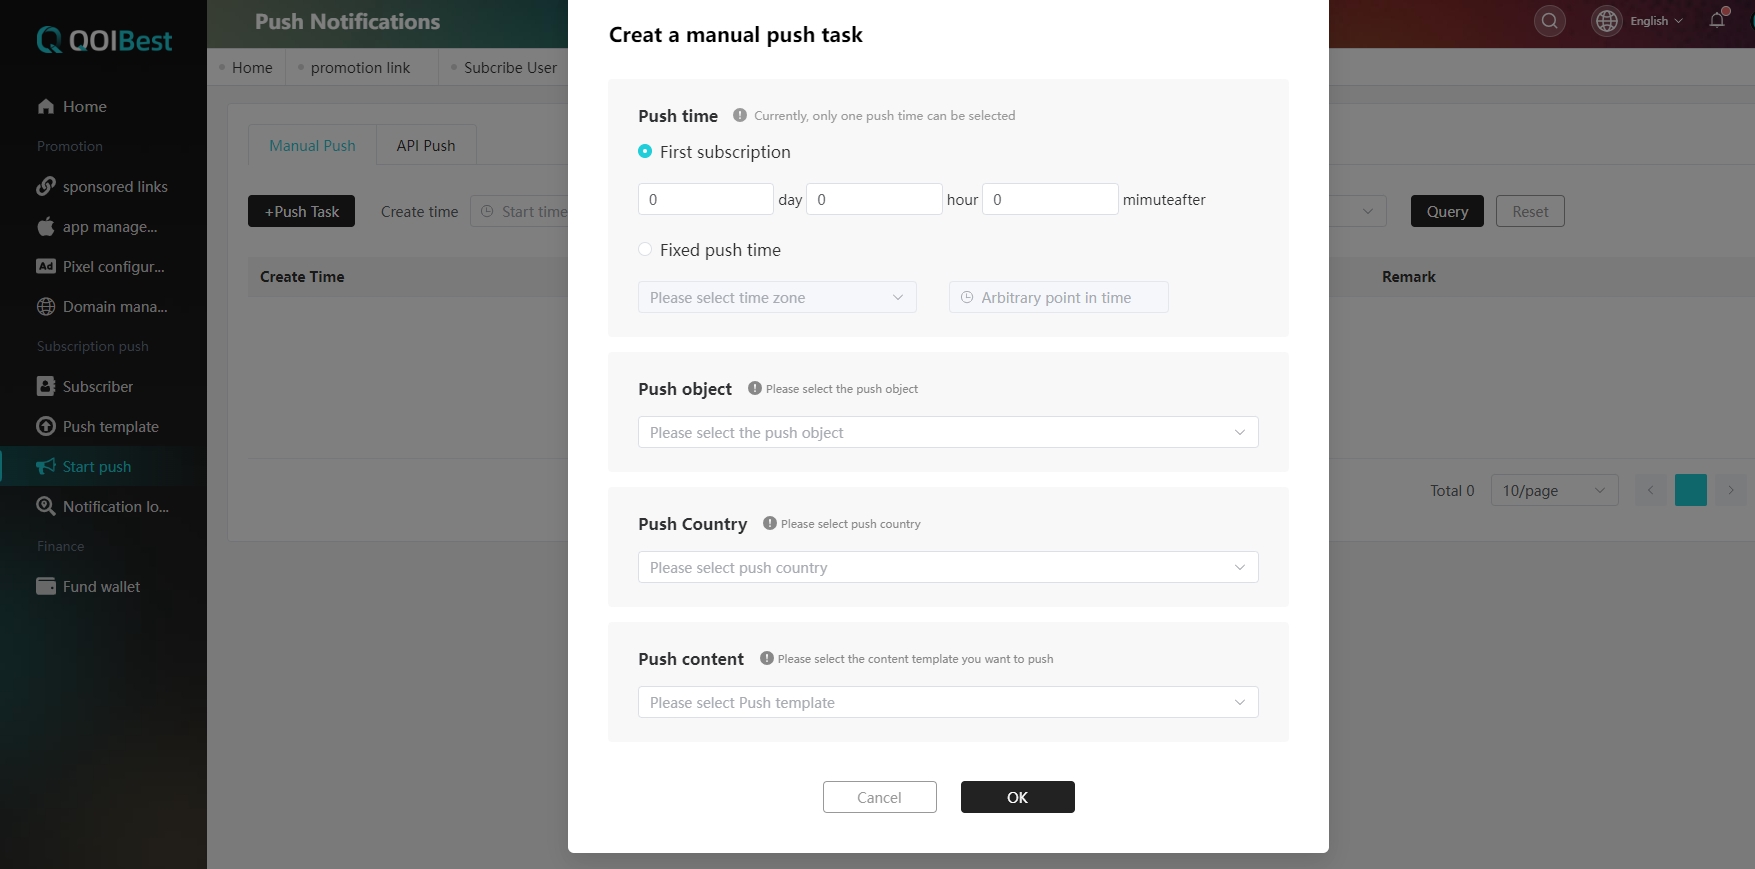 QOIBest
Push Notifications
English
Home
promotion link
Subcribe User
Home
Promotion
sponsored links
app manage...
Pixel configur...
Domain mana...
Subscription push
Subscriber
Push template
Start push
Notification lo...
Finance
Fund wallet
Manual Push
API Push
+Push Task
Create time
Start time
Query
Reset
Create Time
Remark
Total 0
10/page
Creat a manual push task
Push time
Currently, only one push time can be selected
First subscription
0 day 0 hour 0 mimuteafter
Fixed push time
Please select time zone
Arbitrary point in time
Push object
Please select the push object
Please select the push object
Push Country
Please select push country
Please select push country
Push content
Please select the content template you want to push
Please select Push template
Cancel
OK